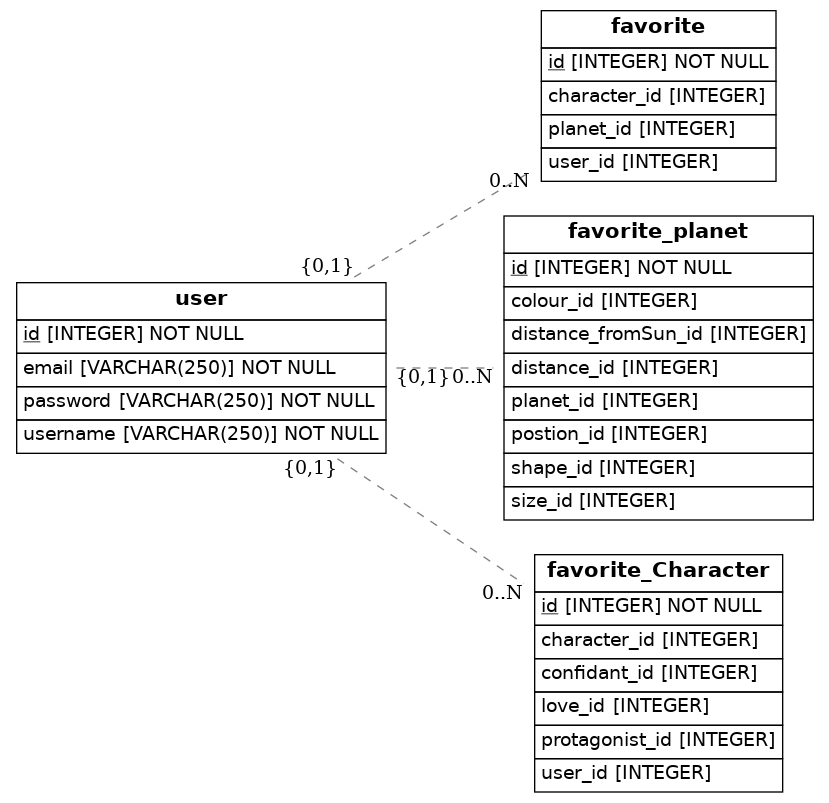 favorite
id [INTEGER] NOT NULL
character_id [INTEGER]
planet_id [INTEGER]
user_id [INTEGER]
0..N
{0,1}
favorite_planet
id [INTEGER] NOT NULL
colour_id [INTEGER]
distance_fromSun_id [INTEGER]
distance_id [INTEGER]
planet_id [INTEGER]
postion_id [INTEGER]
shape_id [INTEGER]
size_id [INTEGER]
user
id [INTEGER] NOT NULL
email [VARCHAR(250)] NOT NULL
password [VARCHAR(250)] NOT NULL
username [VARCHAR(250)] NOT NULL
{0,1} 0..N
{0,1}
0..N
favorite_Character
id [INTEGER] NOT NULL
character_id [INTEGER]
confidant_id [INTEGER]
love_id [INTEGER]
protagonist_id [INTEGER]
user_id [INTEGER]